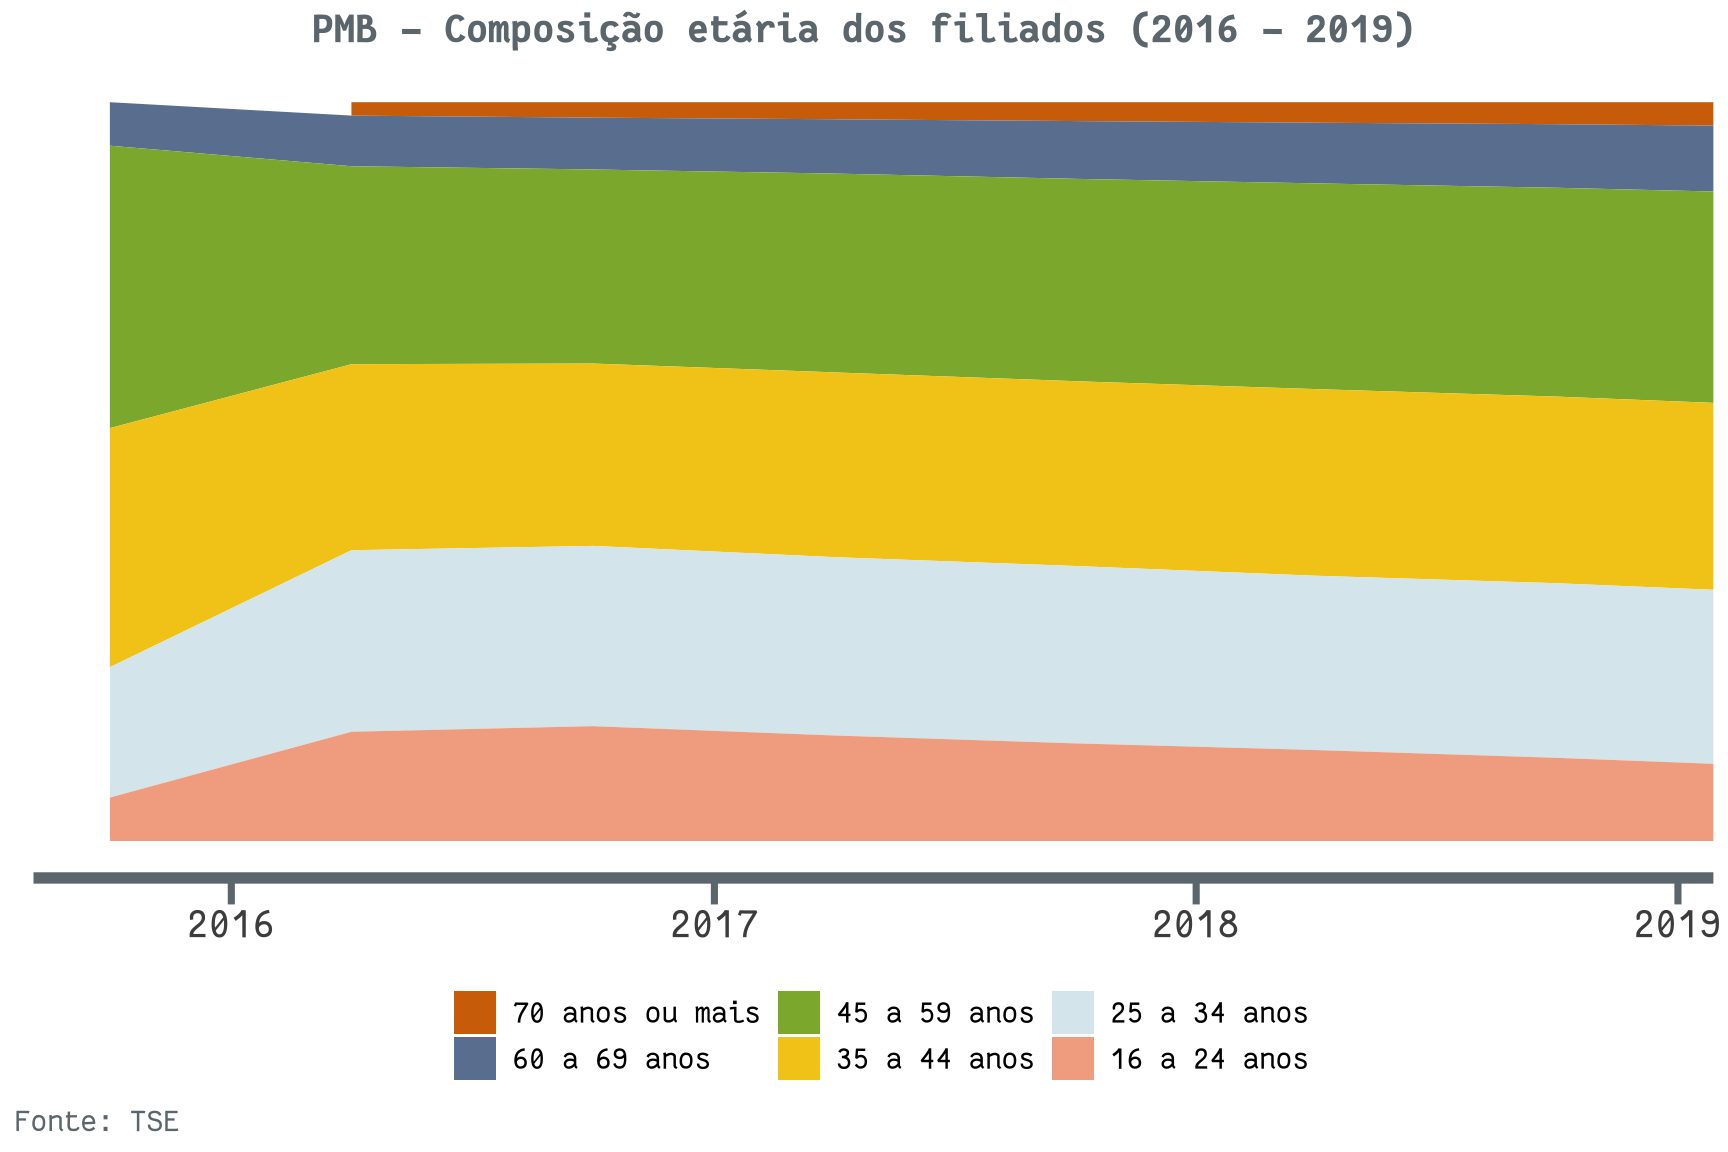 PMB – Composição etária dos filiados (2016 – 2019)
2016 2017 2018 2019
70 anos ou mais 45 a 59 anos 25 a 34 anos
60 a 69 anos 35 a 44 anos 16 a 24 anos
Fonte: TSE